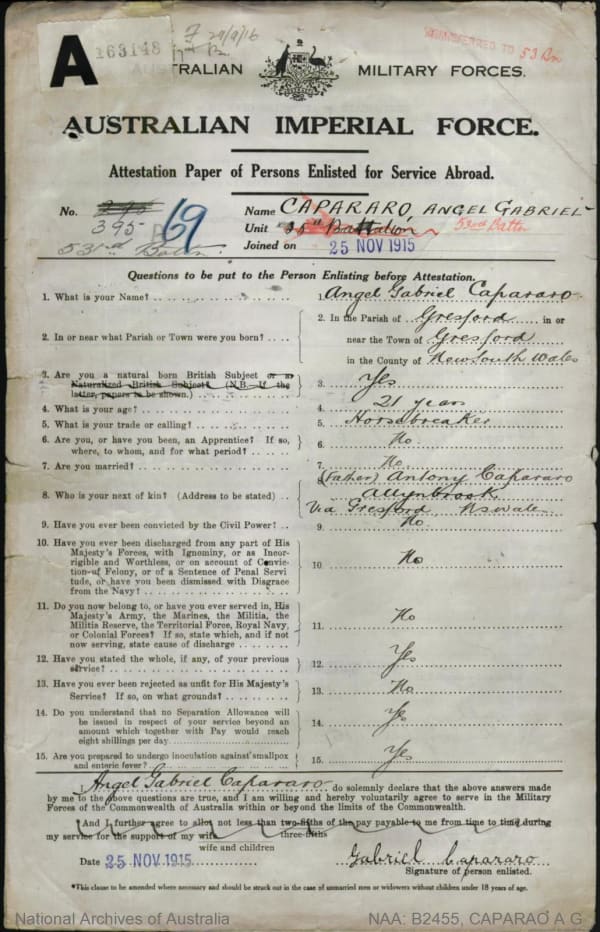 A 163148 29/9/16 TRANSFERRED TO 53 Bn
AUSTRALIAN MILITARY FORCES.
AUSTRALIAN IMPERIAL FORCE.
Attestation Paper of Persons Enlisted for Service Abroad.
No. 395 69 Name CAPARARO, ANGEL GABRIEL
53rd Battn Unit Battalion 53rd Battn
Joined on 25 NOV 1915
Questions to be put to the Person Enlisting before Attestation.
1. What is your Name? 1. Angel Gabriel Capararo
2. In or near what Parish or Town were you born? 2. In the Parish of Gresford in or
near the Town of Gresford
in the County of New South Wales
3. Are you a natural born British Subject or a
Naturalized British Subject? (N.B.—If the
latter, papers to be shown.) 3. Yes
4. What is your age? 4. 21 years
5. What is your trade or calling? 5. Horsebreaker
6. Are you, or have you been, an Apprentice? If so,
where, to whom, and for what period? 6. No
7. Are you married? 7. No
8. Who is your next of kin? (Address to be stated) 8. (Father) Antony Capararo
Allynbrook
Via Gresford NSWales
9. Have you ever been convicted by the Civil Power? 9. No
10. Have you ever been discharged from any part of His
Majesty's Forces, with Ignominy, or as Incor-
rigible and Worthless, or on account of Convic-
tion of Felony, or of a Sentence of Penal Servi
tude, or have you been dismissed with Disgrace
from the Navy? 10. No
11. Do you now belong to, or have you ever served in, His
Majesty's Army, the Marines, the Militia, the
Militia Reserve, the Territorial Force, Royal Navy,
or Colonial Forces? If so, state which, and if not
now serving, state cause of discharge 11. No
12. Have you stated the whole, if any, of your previous
service? 12. Yes
13. Have you ever been rejected as unfit for His Majesty's
Service? If so, on what grounds? 13. No
14. Do you understand that no Separation Allowance will
be issued in respect of your service beyond an
amount which together with Pay would reach
eight shillings per day. 14. Yes
15. Are you prepared to undergo inoculation against smallpox
and enteric fever? 15. Yes
I, Angel Gabriel Capararo do solemnly declare that the above answers made
by me to the above questions are true, and I am willing and hereby voluntarily agree to serve in the Military
Forces of the Commonwealth of Australia within or beyond the limits of the Commonwealth.
*And I further agree to allot not less than two-fifths of the pay payable to me from time to time during
three-fifths
my service for the support of my wife
wife and children
Date 25 NOV 1915 Gabriel Capararo
Signature of person enlisted.
*This clause to be amended where necessary and should be struck out in the case of unmarried men or widowers without children under 18 years of age.
National Archives of Australia NAA: B2455, CAPARAO A G